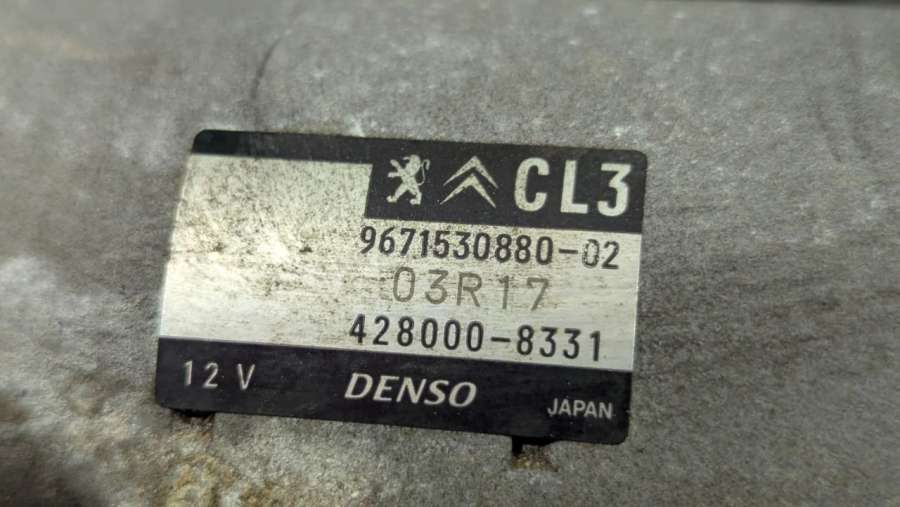 CL3
9671530880-02
03R17
428000-8331
12 V DENSO JAPAN